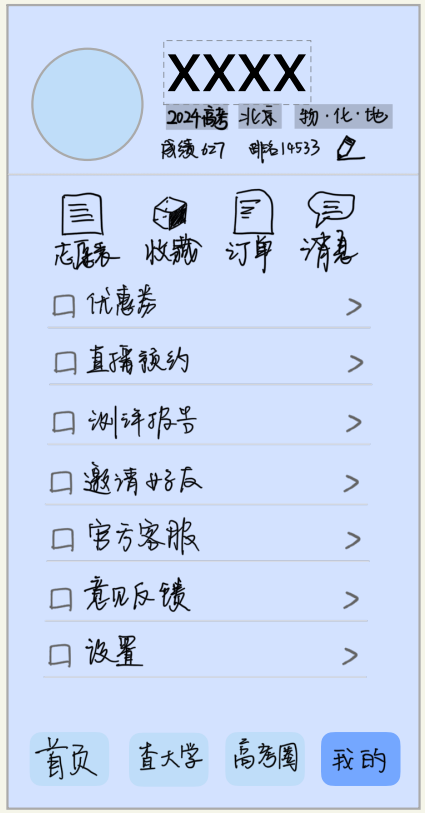 XXXX
2024高考 北京 物·化·地
成绩627 排名14533
志愿表 收藏 订单 消息
优惠券 >
直播预约 >
测评报告 >
邀请好友 >
官方客服 >
意见反馈 >
设置 >
首页 查大学 高考圈 我的